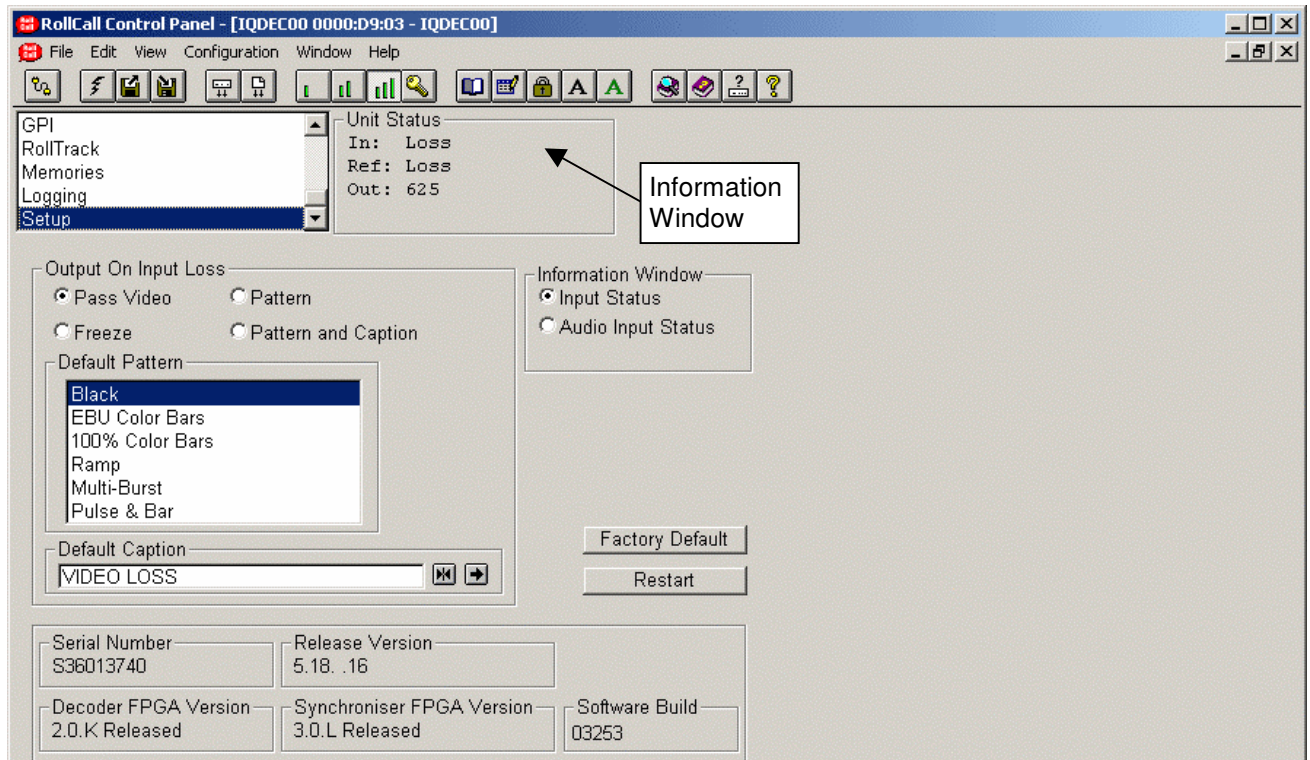 RollCall Control Panel - [IQDEC00 0000:D9:03 - IQDEC00]
File Edit View Configuration Window Help
GPI
RollTrack
Memories
Logging
Setup
Unit Status
In: Loss
Ref: Loss
Out: 625
Information
Window
Output On Input Loss
Pass Video Pattern
Freeze Pattern and Caption
Default Pattern
Black
EBU Color Bars
100% Color Bars
Ramp
Multi-Burst
Pulse & Bar
Default Caption
VIDEO LOSS
Information Window
Input Status
Audio Input Status
Factory Default
Restart
Serial Number
S36013740
Release Version
5.18. .16
Decoder FPGA Version
2.0.K Released
Synchroniser FPGA Version
3.0.L Released
Software Build
03253